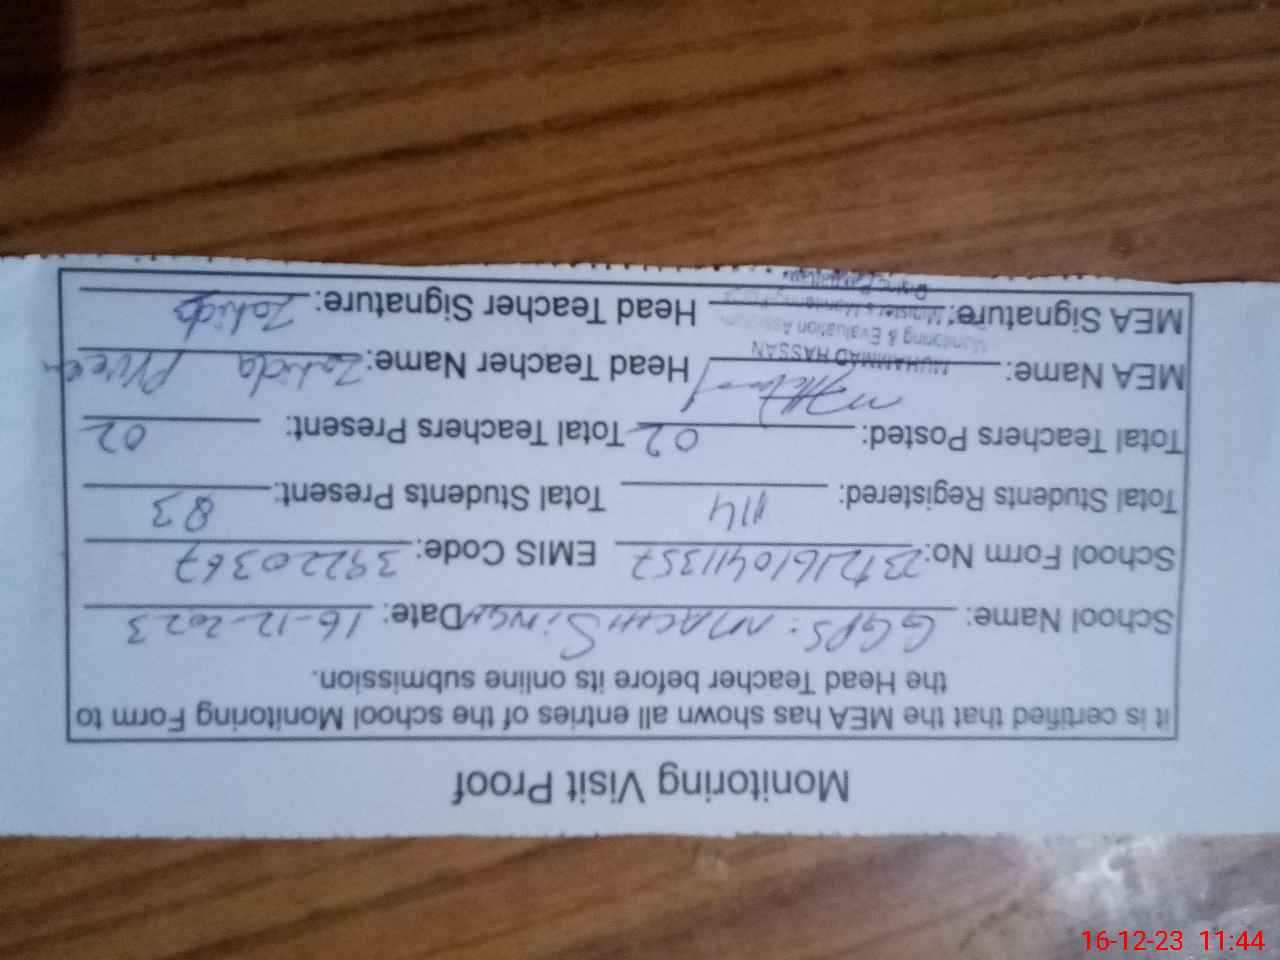 Monitoring Visit Proof
it is certified that the MEA has shown all entries of the school Monitoring Form to
the Head Teacher before its online submission.
School Name: GGPS. MACHHI SINGH Date: 16-12-2023
School Form No: EMIS Code: 39220367
Total Students Registered: 114 Total Students Present: 83
Total Teachers Posted: 02 Total Teachers Present: 02
MEA Name: MUHAMMAD HASSAN Head Teacher Name: Zahida Prveen
Monitoring & Evaluation Assistant
MEA Signature: Head Teacher Signature: Zahida
16-12-23 11:44